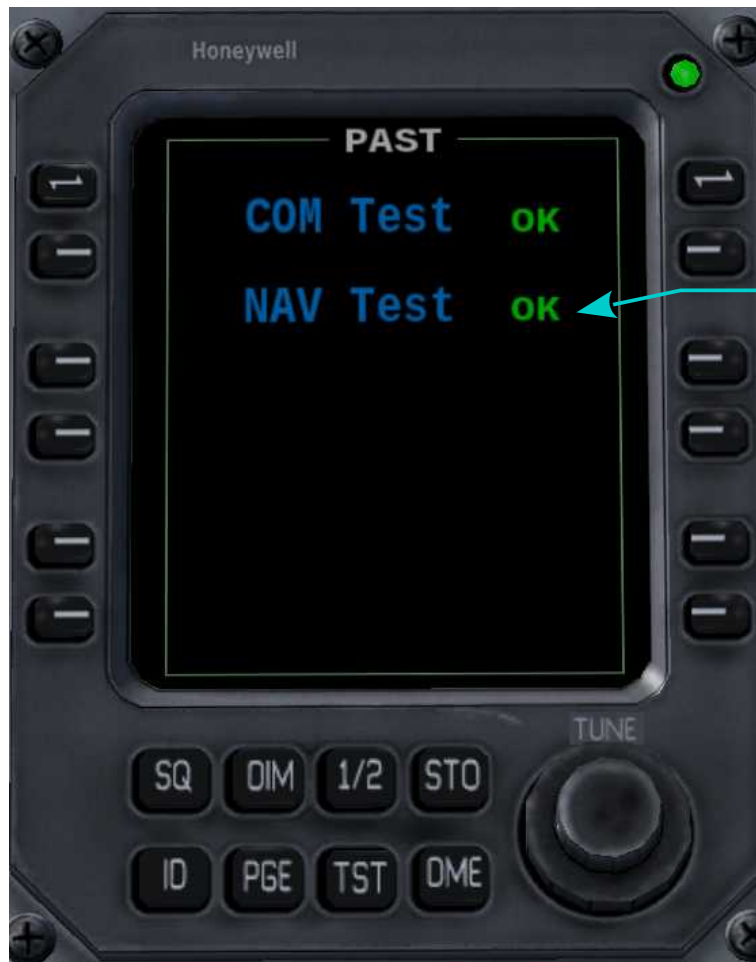 Honeywell
PAST
COM Test OK
NAV Test OK
TUNE
SQ DIM 1/2 STO
ID PGE TST DME